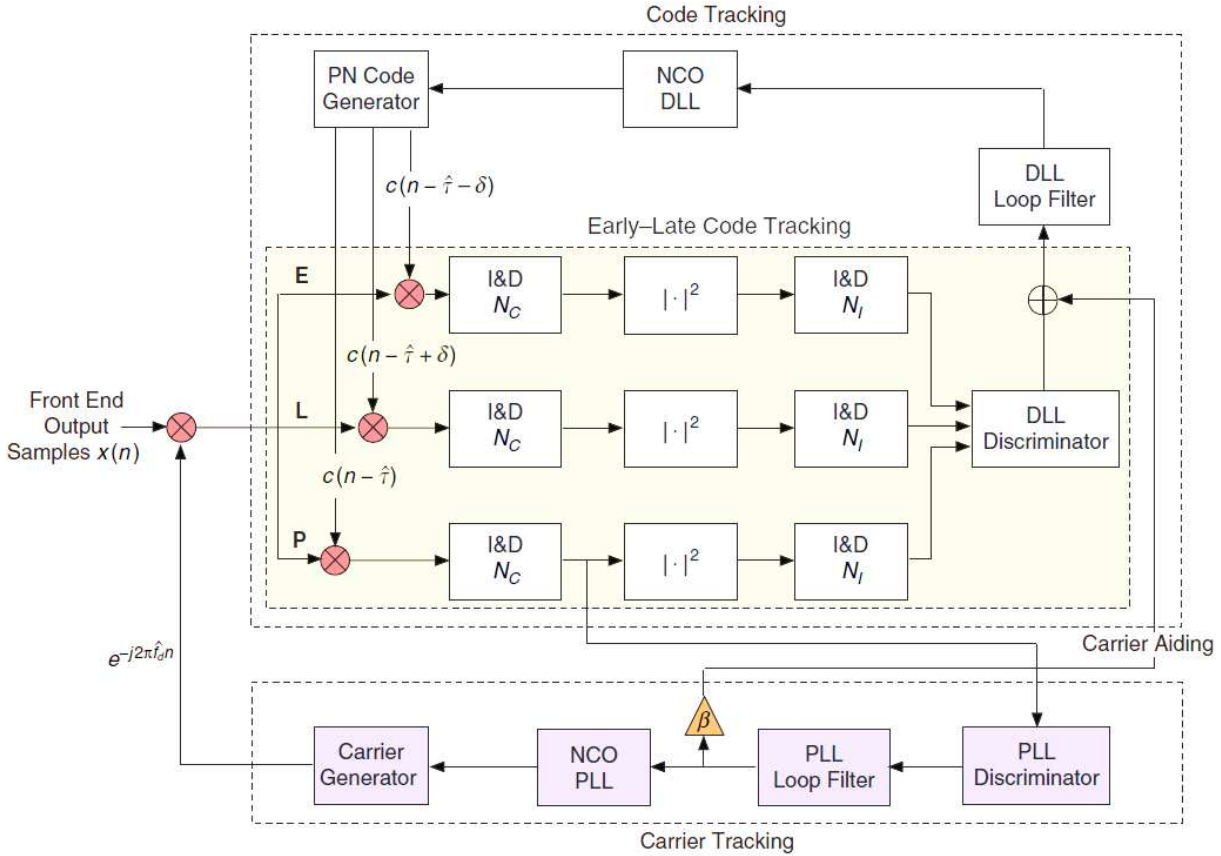 Code Tracking
PN Code
Generator
NCO
DLL
DLL
Loop Filter
c(n- τ̂ - δ)
Early–Late Code Tracking
E
I&D
N_C
|·|²
I&D
N_I
c(n- τ̂ + δ)
Front End
Output
Samples x(n)
L
I&D
N_C
|·|²
I&D
N_I
DLL
Discriminator
c(n- τ̂)
P
I&D
N_C
|·|²
I&D
N_I
e^{-j2πf̂_d n}
Carrier Aiding
β
Carrier
Generator
NCO
PLL
PLL
Loop Filter
PLL
Discriminator
Carrier Tracking